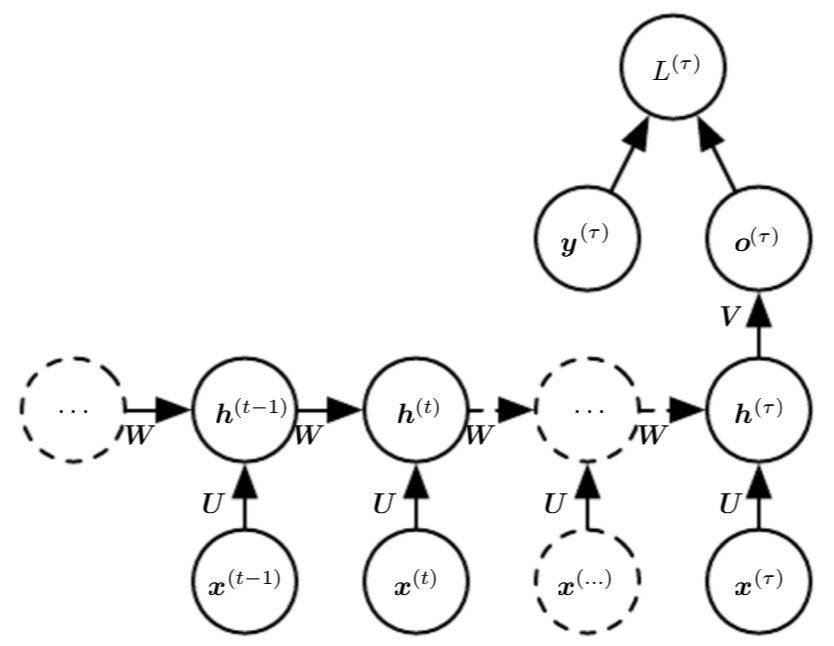 L^(τ)
y^(τ) o^(τ)
V
... h^(t−1) h^(t) ... h^(τ)
W W W W
U U U U
x^(t−1) x^(t) x^(...) x^(τ)